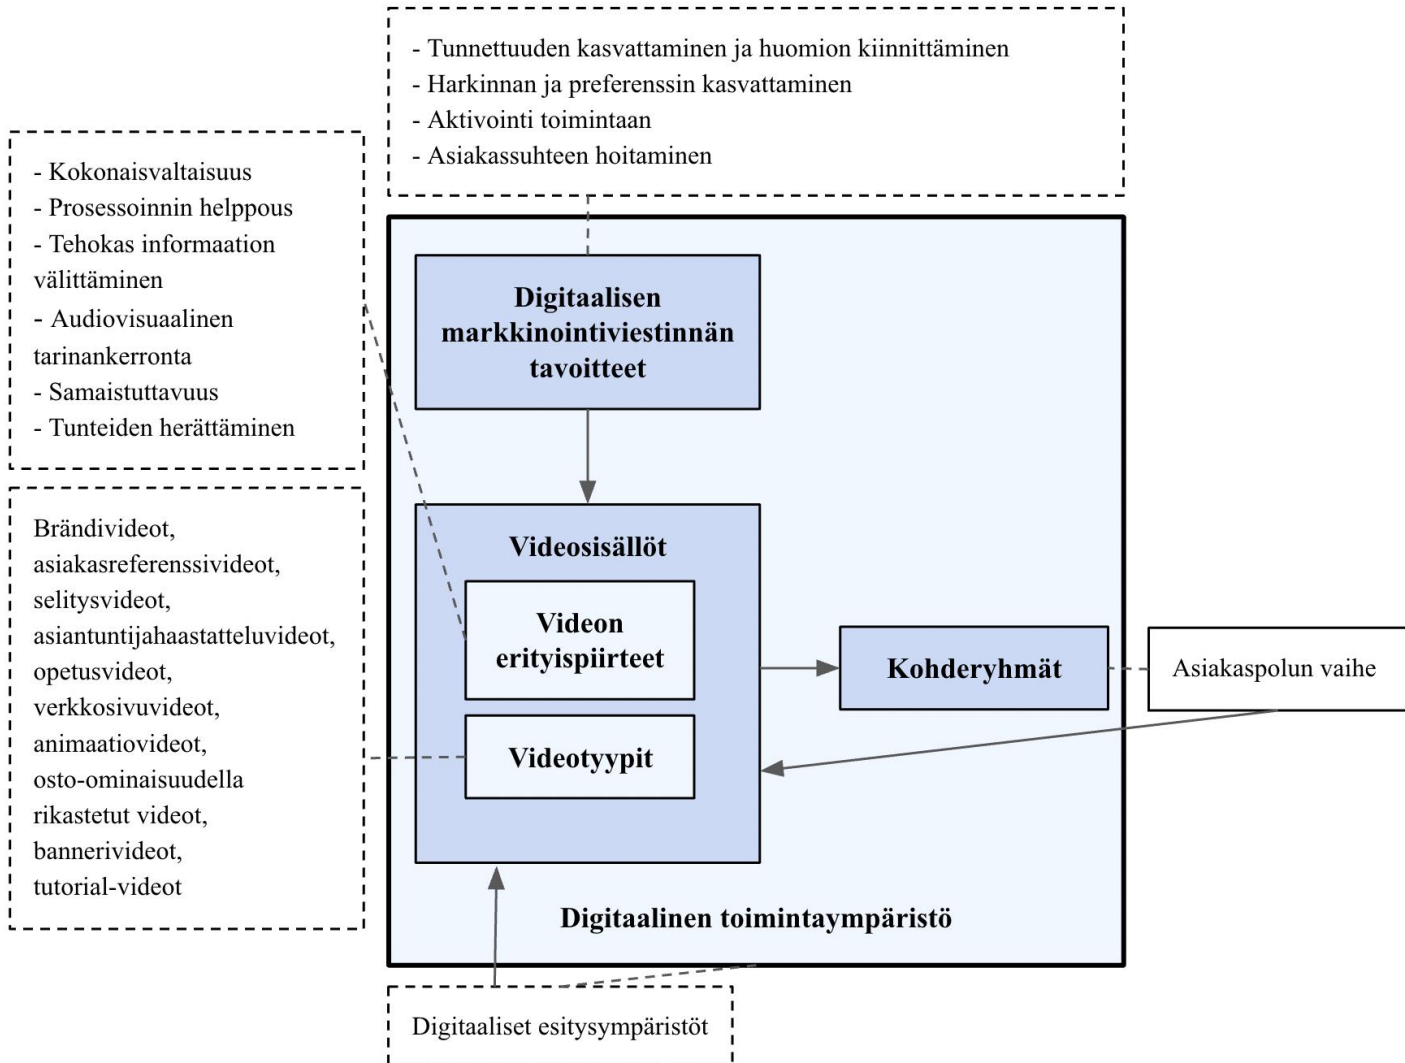 - Tunnettuuden kasvattaminen ja huomion kiinnittäminen
- Harkinnan ja preferenssin kasvattaminen
- Aktivointi toimintaan
- Asiakassuhteen hoitaminen
- Kokonaisvaltaisuus
- Prosessoinnin helppous
- Tehokas informaation
välittäminen
- Audiovisuaalinen
tarinankerronta
- Samaistuttavuus
- Tunteiden herättäminen
Digitaalisen
markkinointiviestinnän
tavoitteet
Brändivideot,
asiakasreferenssivideot,
selitysvideot,
asiantuntijahaastatteluvideot,
opetusvideot,
verkkosivuvideot,
animaatiovideot,
osto-ominaisuudella
rikastetut videot,
bannerivideot,
tutorial-videot
Videosisällöt
Videon
erityispiirteet
Videotyypit
Kohderyhmät
Asiakaspolun vaihe
Digitaalinen toimintaympäristö
Digitaaliset esitysympäristöt